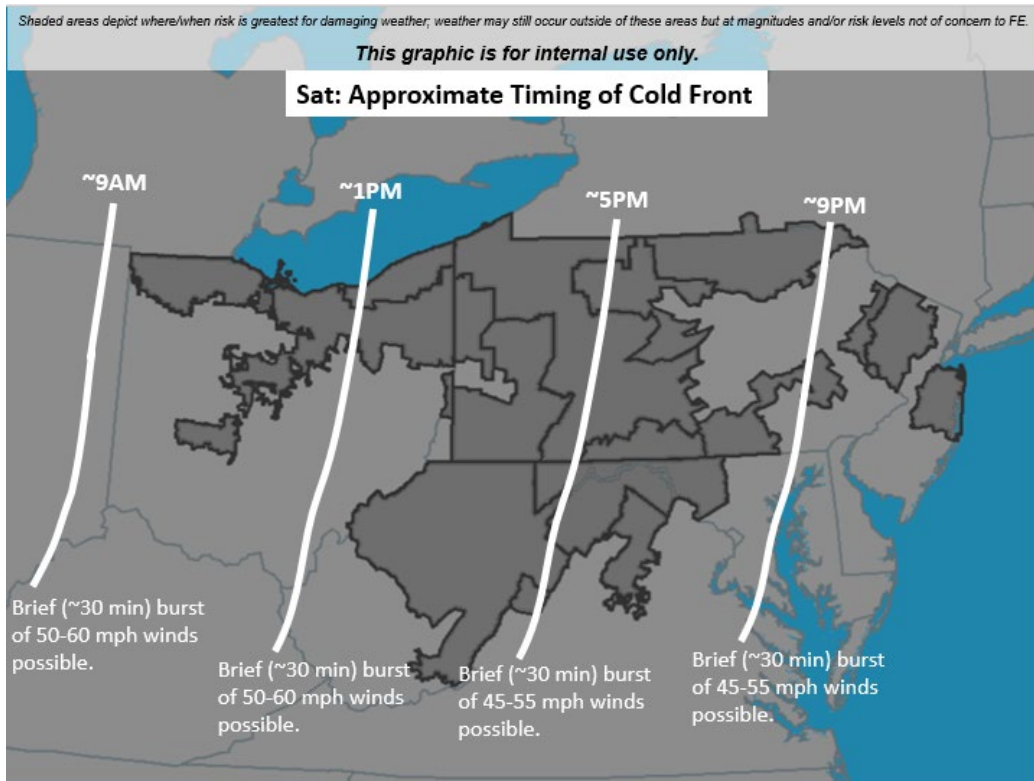 Shaded areas depict where/when risk is greatest for damaging weather; weather may still occur outside of these areas but at magnitudes and/or risk levels not of concern to FE.
This graphic is for internal use only.
Sat: Approximate Timing of Cold Front
~9AM
~1PM
~5PM
~9PM
Brief (~30 min) burst
of 50-60 mph winds
possible.
Brief (~30 min) burst
of 50-60 mph winds
possible.
Brief (~30 min) burst
of 45-55 mph winds
possible.
Brief (~30 min) burst
of 45-55 mph winds
possible.